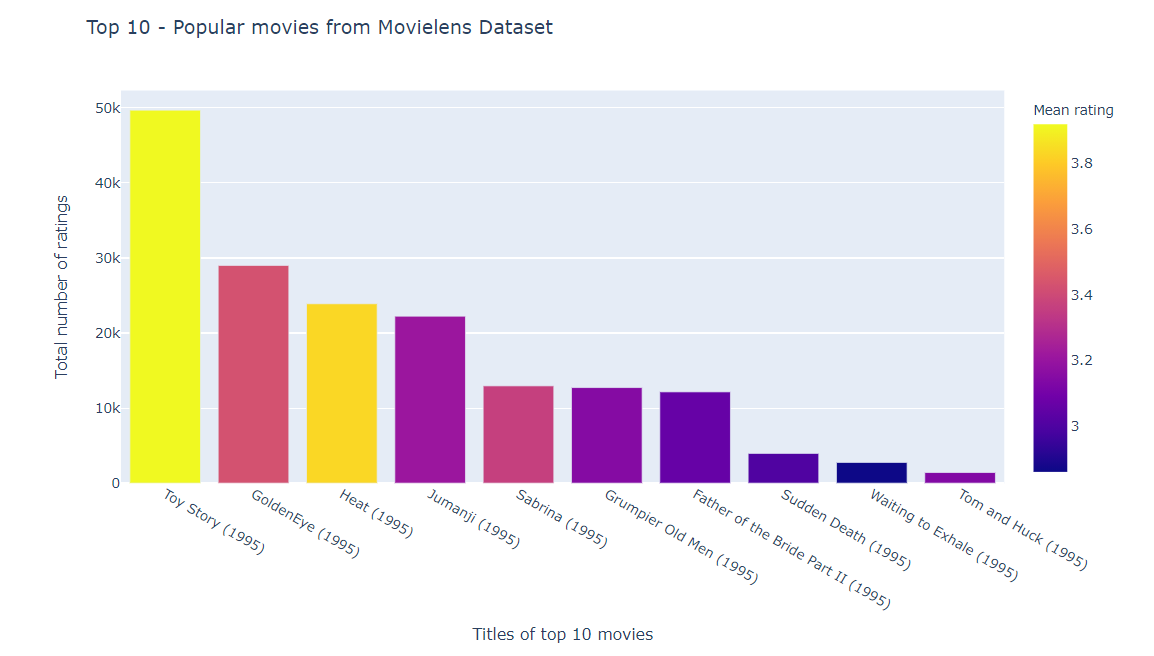 Top 10 - Popular movies from Movielens Dataset
Mean rating
3.8
3.6
3.4
3.2
3
Total number of ratings
50k
40k
30k
20k
10k
0
Toy Story (1995)
GoldenEye (1995)
Heat (1995)
Jumanji (1995)
Sabrina (1995)
Grumpier Old Men (1995)
Father of the Bride Part II (1995)
Sudden Death (1995)
Waiting to Exhale (1995)
Tom and Huck (1995)
Titles of top 10 movies